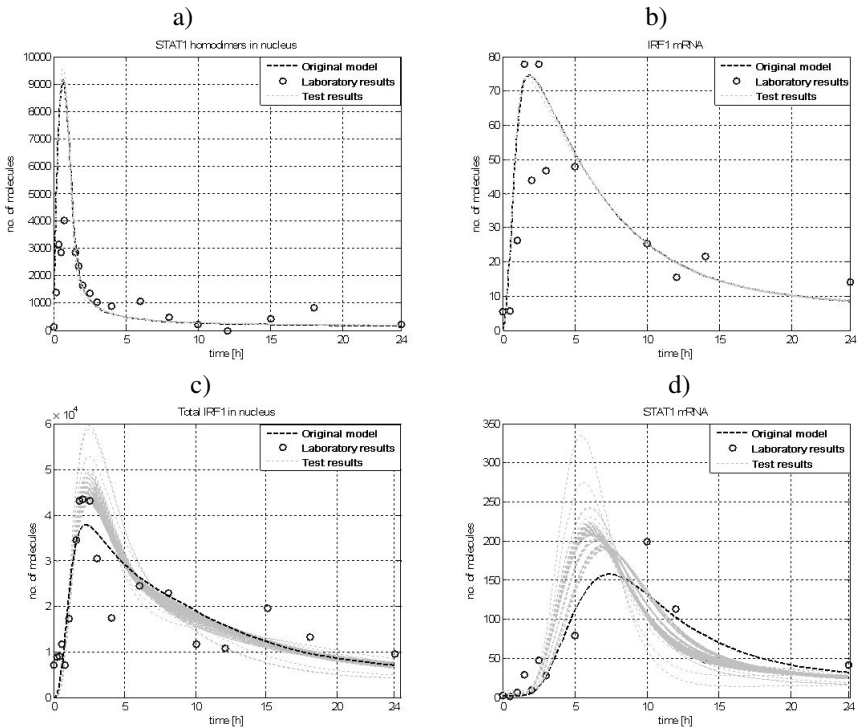 a)
STAT1 homodimers in nucleus
10000
9000
8000
7000
6000
5000
4000
3000
2000
1000
0
no. of molecules
0 5 10 15 20 24
time [h]
Original model
Laboratory results
Test results
b)
IRF1 mRNA
80
70
60
50
40
30
20
10
0
no. of molecules
0 5 10 15 20 24
time [h]
Original model
Laboratory results
Test results
c)
Total IRF1 in nucleus
x 10^4
6
5
4
3
2
1
0
no. of molecules
0 5 10 15 20 24
time [h]
Original model
Laboratory results
Test results
d)
STAT1 mRNA
350
300
250
200
150
100
50
0
no. of molecules
0 5 10 15 20 24
time [h]
Original model
Laboratory results
Test results